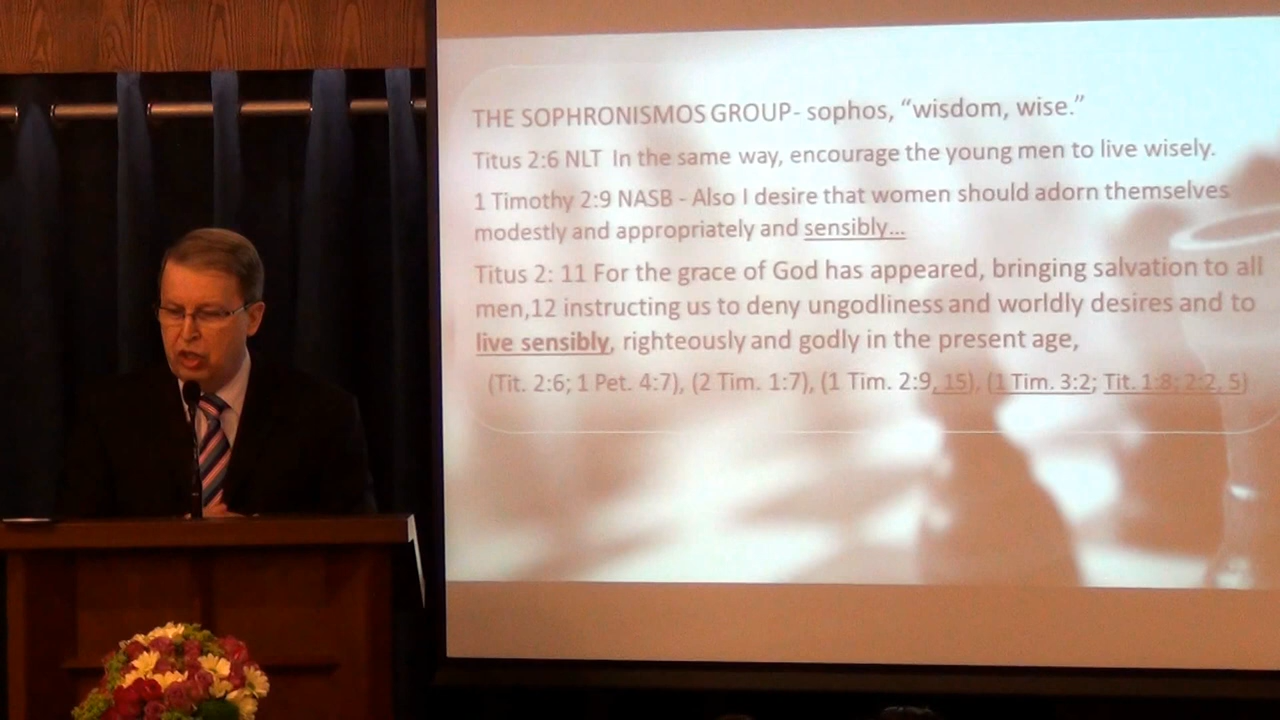 THE SOPHRONISMOS GROUP- sophos, “wisdom, wise.”
Titus 2:6 NLT  In the same way, encourage the young men to live wisely.
1 Timothy 2:9 NASB - Also I desire that women should adorn themselves
modestly and appropriately and sensibly…
Titus 2: 11 For the grace of God has appeared, bringing salvation to all
men,12 instructing us to deny ungodliness and worldly desires and to
live sensibly, righteously and godly in the present age,
(Tit. 2:6; 1 Pet. 4:7), (2 Tim. 1:7), (1 Tim. 2:9, 15), (1 Tim. 3:2; Tit. 1:8; 2:2, 5)